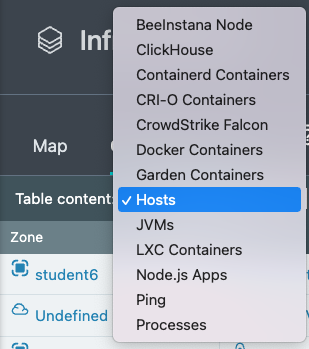 BeeInstana Node
ClickHouse
Containerd Containers
CRI-O Containers
CrowdStrike Falcon
Docker Containers
Garden Containers
✓ Hosts
JVMs
LXC Containers
Node.js Apps
Ping
Processes
Map
Table content
Zone
student6
Undefined